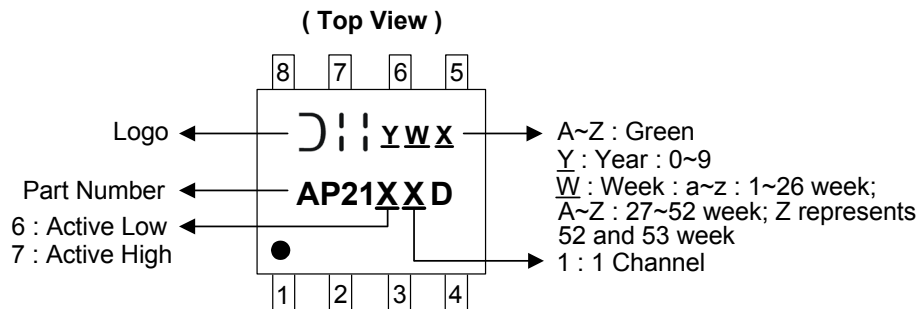 ( Top View )
8 7 6 5
Logo
Y W X
A~Z : Green
Y : Year : 0~9
W : Week : a~z : 1~26 week;
A~Z : 27~52 week; Z represents
52 and 53 week
1 : 1 Channel
Part Number
AP21XXD
6 : Active Low
7 : Active High
1 2 3 4